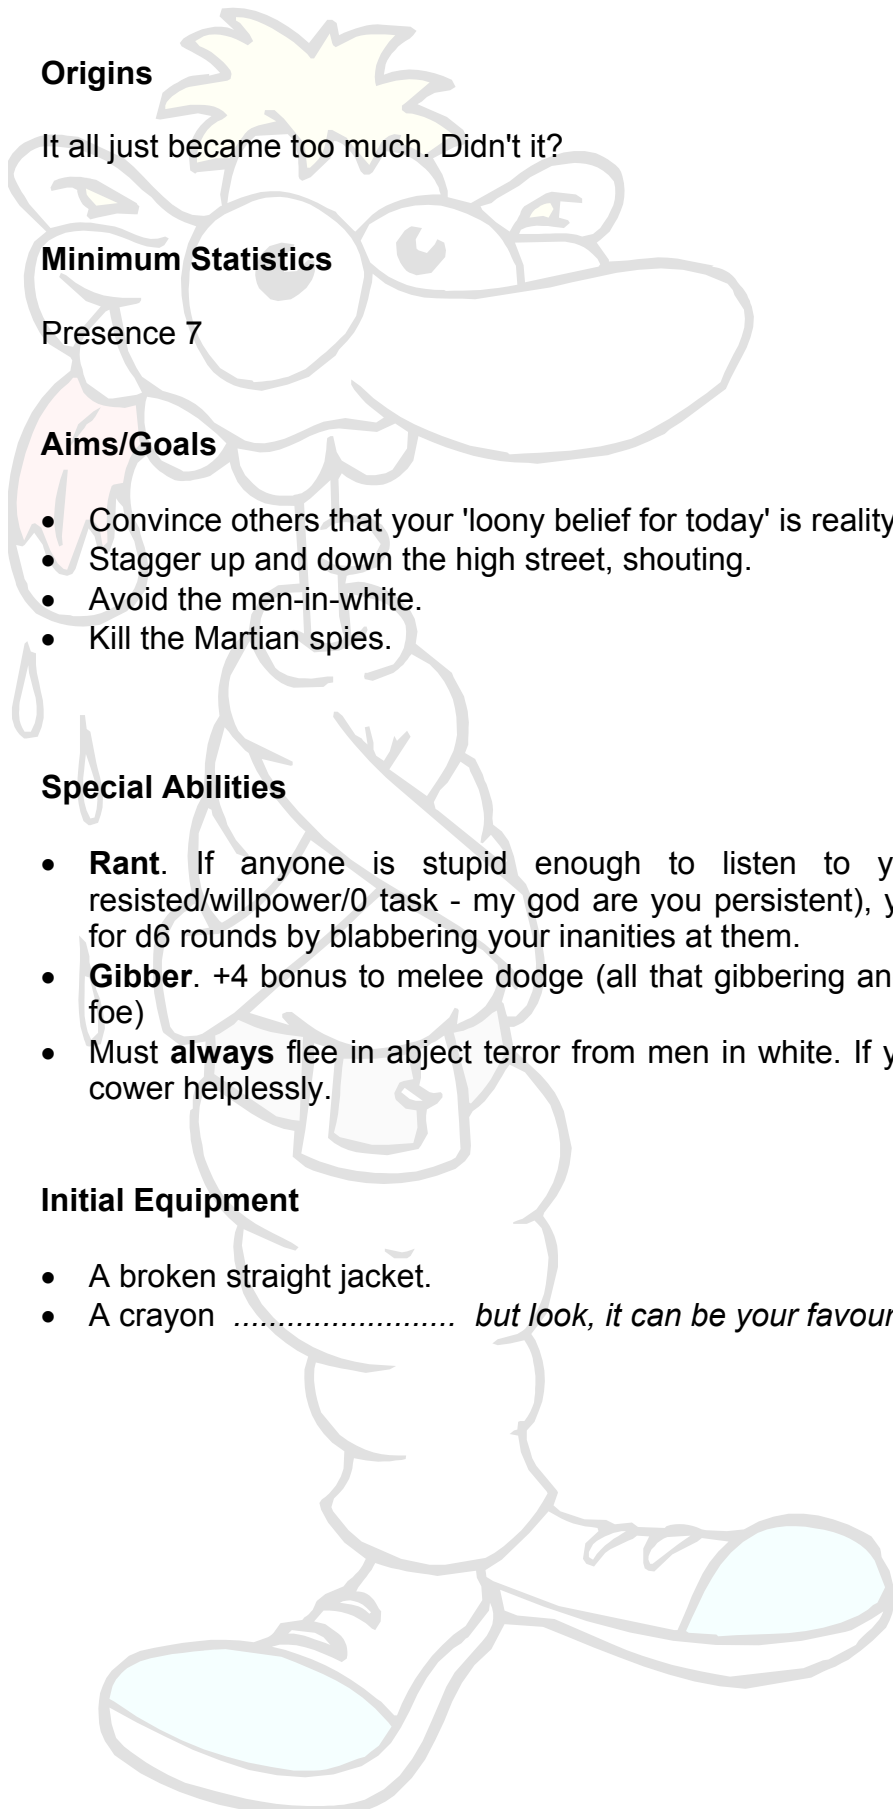 Origins
It all just became too much. Didn't it?
Minimum Statistics
Presence 7
Aims/Goals
• Convince others that your 'loony belief for today' is reality
• Stagger up and down the high street, shouting.
• Avoid the men-in-white.
• Kill the Martian spies.
Special Abilities
• Rant. If anyone is stupid enough to listen to
resisted/willpower/0 task - my god are you persistent),
for d6 rounds by blabbering your inanities at them.
• Gibber. +4 bonus to melee dodge (all that gibbering
foe)
• Must always flee in abject terror from men in white. If
cower helplessly.
Initial Equipment
• A broken straight jacket.
• A crayon ........................ but look, it can be your